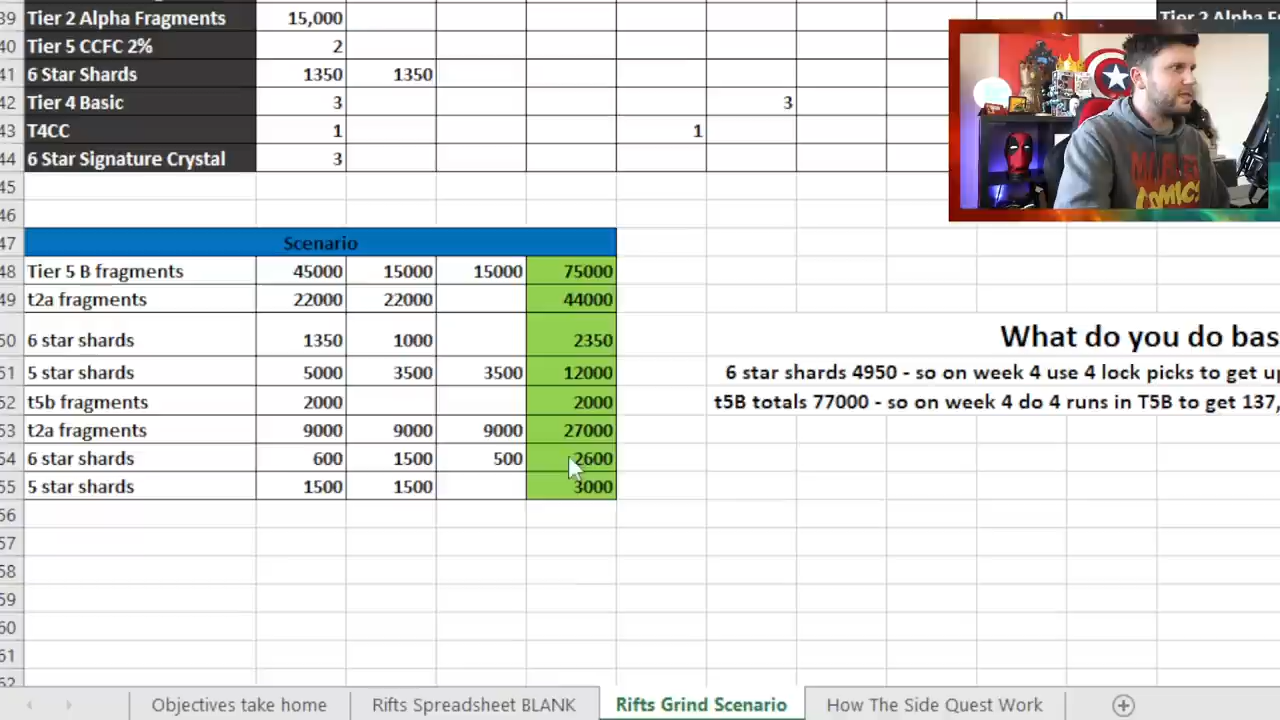 39 Tier 2 Alpha Fragments 15,000 0
40 Tier 5 CCFC 2% 2
41 6 Star Shards 1350 1350
42 Tier 4 Basic 3 3
43 T4CC 1 1
44 6 Star Signature Crystal 3
45
46
47 Scenario
48 Tier 5 B fragments 45000 15000 15000 75000
49 t2a fragments 22000 22000 44000
50 6 star shards 1350 1000 2350
What do you do bas
51 5 star shards 5000 3500 3500 12000 6 star shards 4950 - so on week 4 use 4 lock picks to get up
52 t5b fragments 2000 2000 t5B totals 77000 - so on week 4 do 4 runs in T5B to get 137,
53 t2a fragments 9000 9000 9000 27000
54 6 star shards 600 1500 500 2600
55 5 star shards 1500 1500 3000
56
57
58
59
60
61
62
Objectives take home Rifts Spreadsheet BLANK Rifts Grind Scenario How The Side Quest Work
COMICS